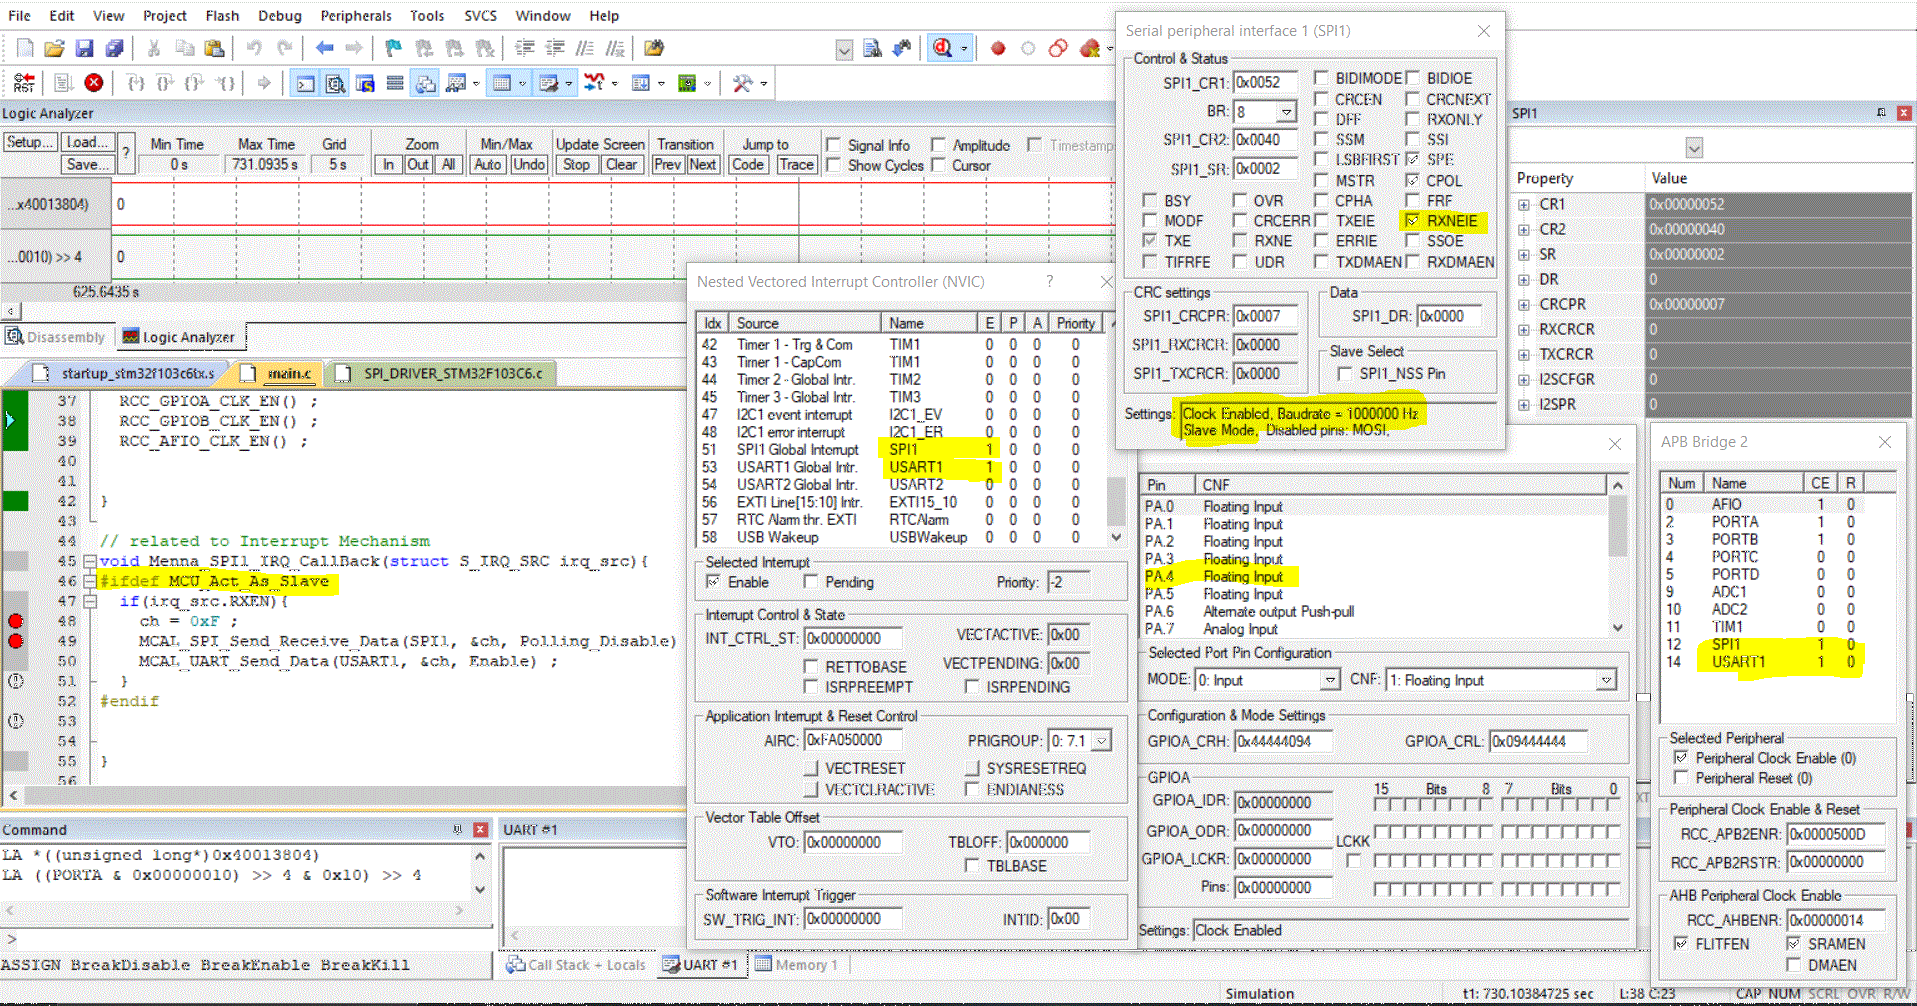 File Edit View Project Flash Debug Peripherals Tools SVCS Window Help
Logic Analyzer
Setup... Load... Save... ?
Min Time 0 s
Max Time 731.0935 s
Grid 5 s
Zoom In Out All
Min/Max Auto Undo
Update Screen Stop Clear
Transition Prev Next
Jump to Code Trace
Signal Info Amplitude Timestamp
Show Cycles Cursor
...x40013804) 0
...0010) >> 4 0
625.6435 s
Disassembly Logic Analyzer
startup_stm32f103c6tx.s main.c SPI_DRIVER_STM32F103C6.c
37 RCC_GPIOA_CLK_EN() ;
38 RCC_GPIOB_CLK_EN() ;
39 RCC_AFIO_CLK_EN() ;
40
41
42 }
43
44 // related to Interrupt Mechanism
45 void Menna_SPI1_IRQ_CallBack(struct S_IRQ_SRC irq_src){
46 #ifdef MCU_Act_As_Slave
47 if(irq_src.RXEN){
48 ch = 0xF ;
49 MCAL_SPI_Send_Receive_Data(SPI1, &ch, Polling_Disable)
50 MCAL_UART_Send_Data(USART1, &ch, Enable) ;
51 }
52 #endif
53
54
55 }
56
Command
LA *((unsigned long*)0x40013804)
LA ((PORTA & 0x00000010) >> 4 & 0x10) >> 4
>
ASSIGN BreakDisable BreakEnable BreakKill
UART #1
Call Stack + Locals UART #1 Memory 1
Nested Vectored Interrupt Controller (NVIC) ?
Idx Source Name E P A Priority
42 Timer 1 - Trg & Com TIM1 0 0 0 0
43 Timer 1 - CapCom TIM1 0 0 0 0
44 Timer 2 - Global Intr. TIM2 0 0 0 0
45 Timer 3 - Global Intr. TIM3 0 0 0 0
47 I2C1 event interrupt I2C1_EV 0 0 0 0
48 I2C1 error interrupt I2C1_ER 0 0 0 0
51 SPI1 Global Interrupt SPI1 1 0 0 0
53 USART1 Global Intr. USART1 1 0 0 0
54 USART2 Global Intr. USART2 0 0 0 0
56 EXTI Line[15:10] Intr. EXTI15_10 0 0 0 0
57 RTC Alarm thr. EXTI RTCAlarm 0 0 0 0
58 USB Wakeup USBWakeup 0 0 0 0
Selected Interrupt
Enable Pending Priority: -2
Interrupt Control & State
INT_CTRL_ST: 0x00000000 VECTACTIVE: 0x00
RETTOBASE VECTPENDING: 0x00
ISRPREEMPT ISRPENDING
Application Interrupt & Reset Control
AIRC: 0xFA050000 PRIGROUP: 0: 7.1
VECTRESET SYSRESETREQ
VECTCLRACTIVE ENDIANESS
Vector Table Offset
VTO: 0x00000000 TBLOFF: 0x000000
TBLBASE
Software Interrupt Trigger
SW_TRIG_INT: 0x00000000 INTID: 0x00
Serial peripheral interface 1 (SPI1)
Control & Status
SPI1_CR1: 0x0052 BIDIMODE BIDIOE
BR: 8 CRCEN CRCNEXT
DFF RXONLY
SPI1_CR2: 0x0040 SSM SSI
SPI1_SR: 0x0002 LSBFIRST SPE
MSTR CPOL
BSY OVR CPHA FRF
MODF CRCERR TXEIE RXNEIE
TXE RXNE ERRIE SSOE
TIFRFE UDR TXDMAEN RXDMAEN
CRC settings
SPI1_CRCPR: 0x0007
SPI1_RXCRCR: 0x0000
SPI1_TXCRCR: 0x0000
Data
SPI1_DR: 0x0000
Slave Select
SPI1_NSS Pin
Settings: Clock Enabled, Baudrate = 1000000 Hz
Slave Mode, Disabled pins: MOSI,
SPI1
Property Value
CR1 0x00000052
CR2 0x00000040
SR 0x00000002
DR 0
CRCPR 0x00000007
RXCRCR 0
TXCRCR 0
I2SCFGR 0
I2SPR 0
Pin CNF
PA.0 Floating Input
PA.1 Floating Input
PA.2 Floating Input
PA.3 Floating Input
PA.4 Floating Input
PA.5 Floating Input
PA.6 Alternate output Push-pull
PA.7 Analog Input
Selected Port Pin Configuration
MODE: 0: Input CNF: 1: Floating Input
Configuration & Mode Settings
GPIOA_CRH: 0x44444094 GPIOA_CRL: 0x09444444
GPIOA
15 Bits 8 7 Bits 0
GPIOA_IDR: 0x00000000
GPIOA_ODR: 0x00000000
LCKK
GPIOA_LCKR: 0x00000000
Pins: 0x00000000
Settings: Clock Enabled
APB Bridge 2
Num Name CE R
0 AFIO 1 0
2 PORTA 1 0
3 PORTB 1 0
4 PORTC 0 0
5 PORTD 0 0
9 ADC1 0 0
10 ADC2 0 0
11 TIM1 0 0
12 SPI1 1 0
14 USART1 1 0
Selected Peripheral
Peripheral Clock Enable (0)
Peripheral Reset (0)
Peripheral Clock Enable & Reset
RCC_APB2ENR: 0x0000500D
RCC_APB2RSTR: 0x00000000
AHB Peripheral Clock Enable
RCC_AHBENR: 0x00000014
FLITFEN SRAMEN
DMAEN
Simulation t1: 730.10384725 sec L:38 C:23 CAP NUM SCRL OVR R/W